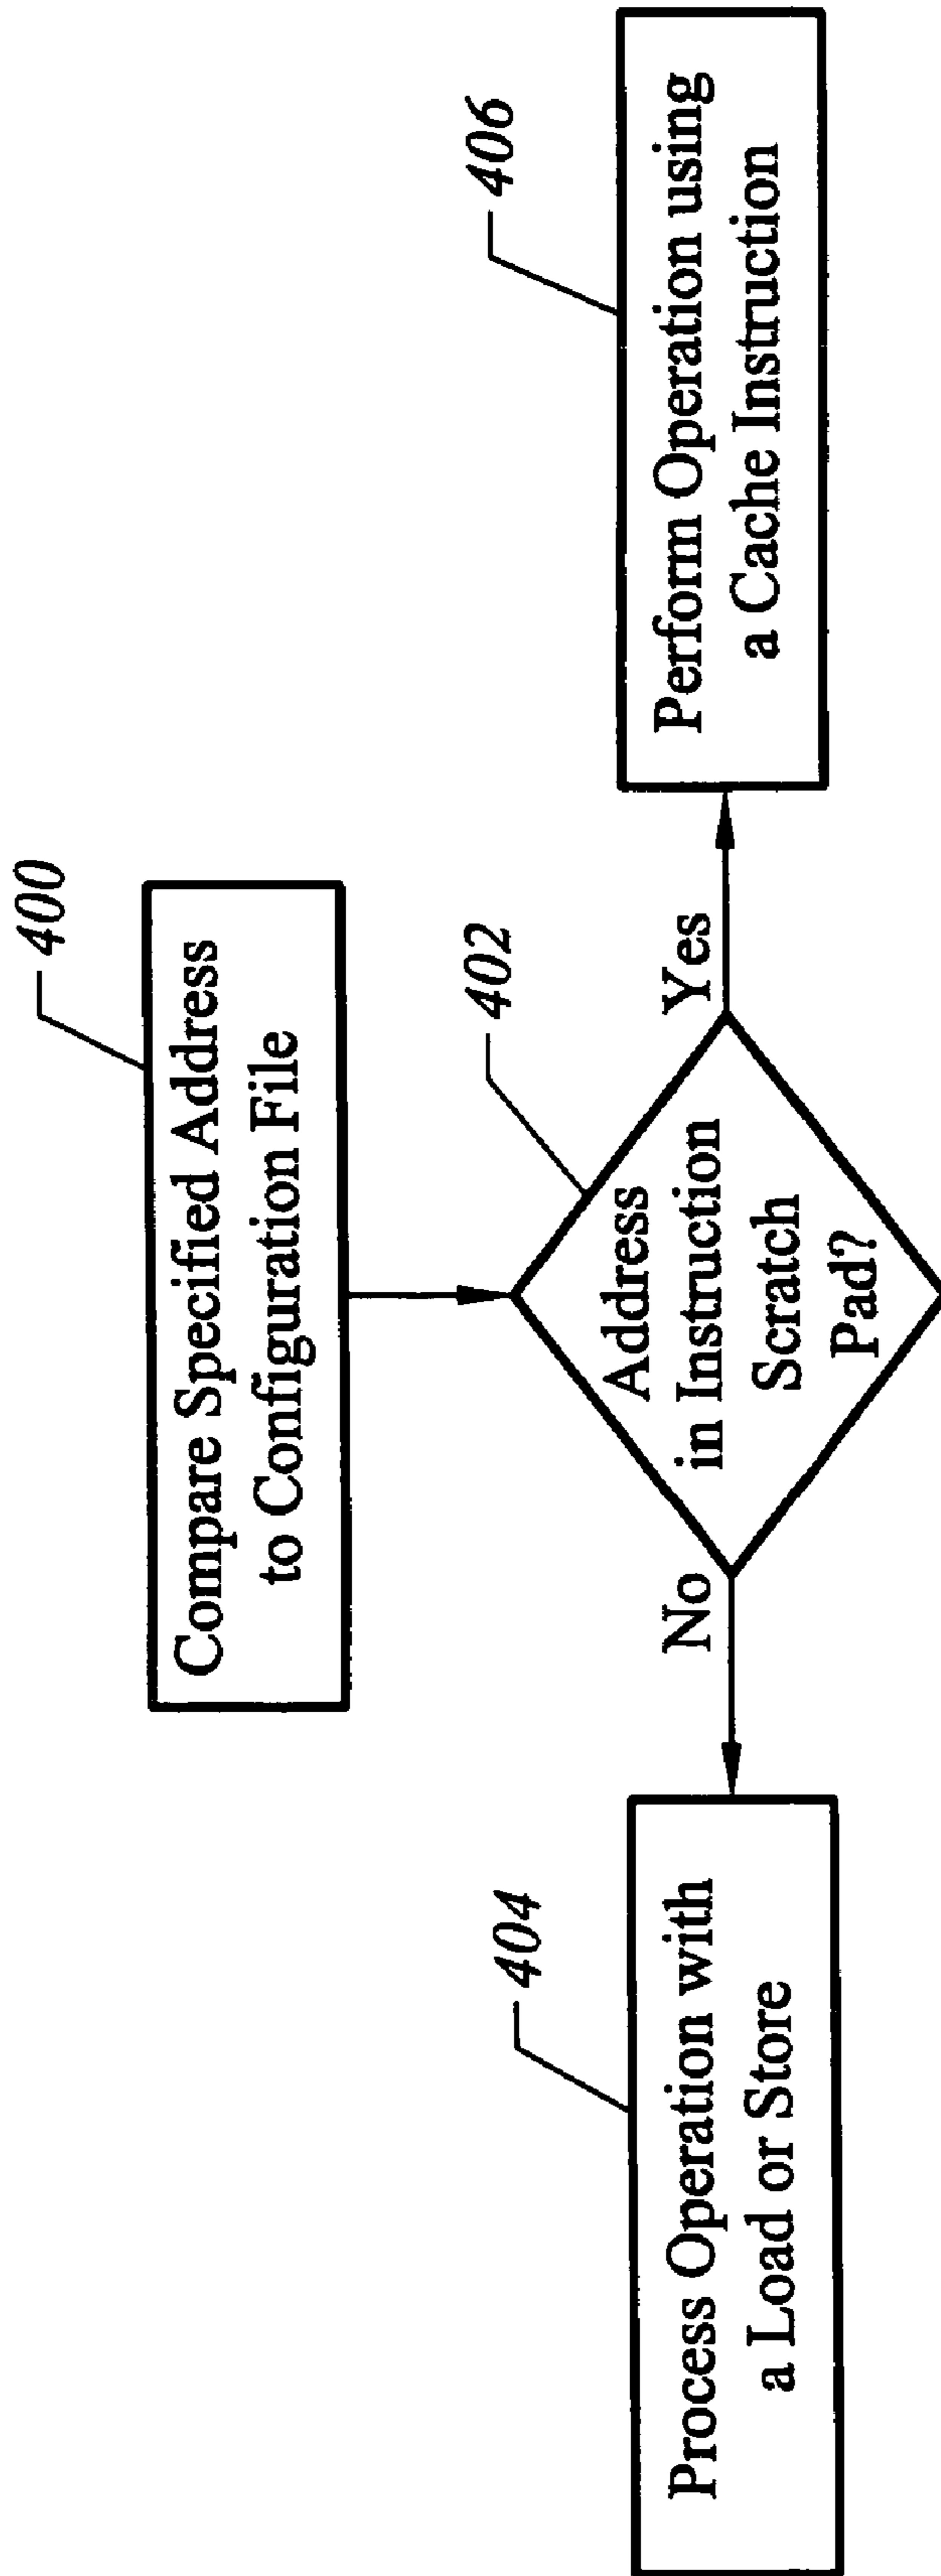 400
Compare Specified Address
to Configuration File
402
Address
in Instruction
Scratch
Pad?
No
Yes
404
Process Operation with
a Load or Store
406
Perform Operation using
a Cache Instruction